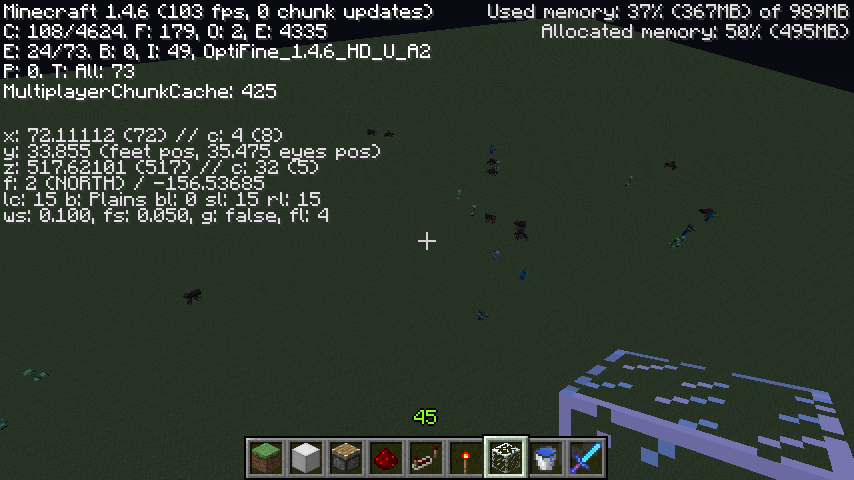 Minecraft 1.4.6 (103 fps, 0 chunk updates)
Used memory: 37% (367MB) of 989MB
C: 108/4624, F: 179, O: 2, E: 4335
Allocated memory: 50% (495MB)
E: 24/73, B: 0, I: 49, OptiFine_1.4.6_HD_U_A2
P: 0, T: All: 73
MultiplayerChunkCache: 425
x: 72.11112 (72) // c: 4 (8)
y: 33.855 (feet pos, 35.475 eyes pos)
z: 517.62101 (517) // c: 32 (5)
f: 2 (NORTH) / -156.53685
lc: 15 b: Plains bl: 0 sl: 15 rl: 15
ws: 0.100, fs: 0.050, g: false, fl: 4
45